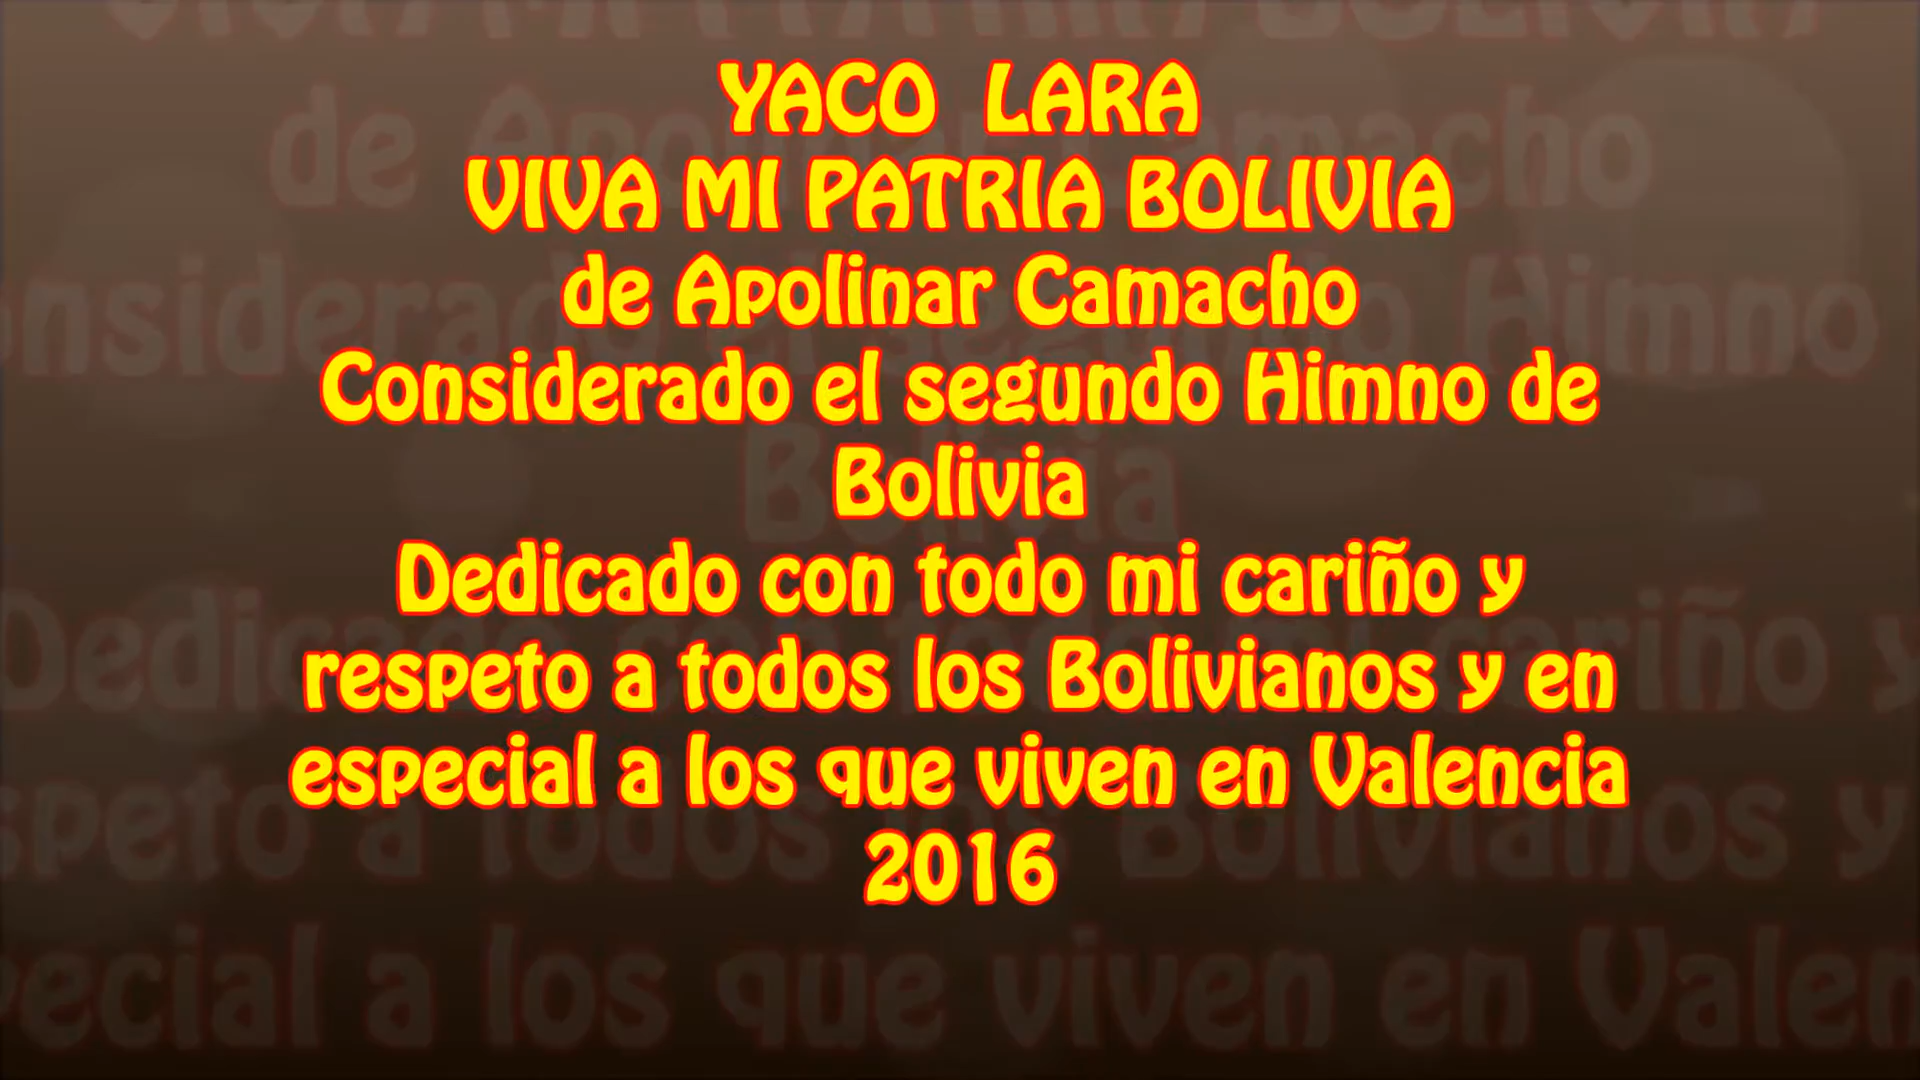 YACO LARA
VIVA MI PATRIA BOLIVIA
de Apolinar Camacho
Considerado el segundo Himno de
Bolivia
Dedicado con todo mi cariño y
respeto a todos los Bolivianos y en
especial a los que viven en Valencia
2016